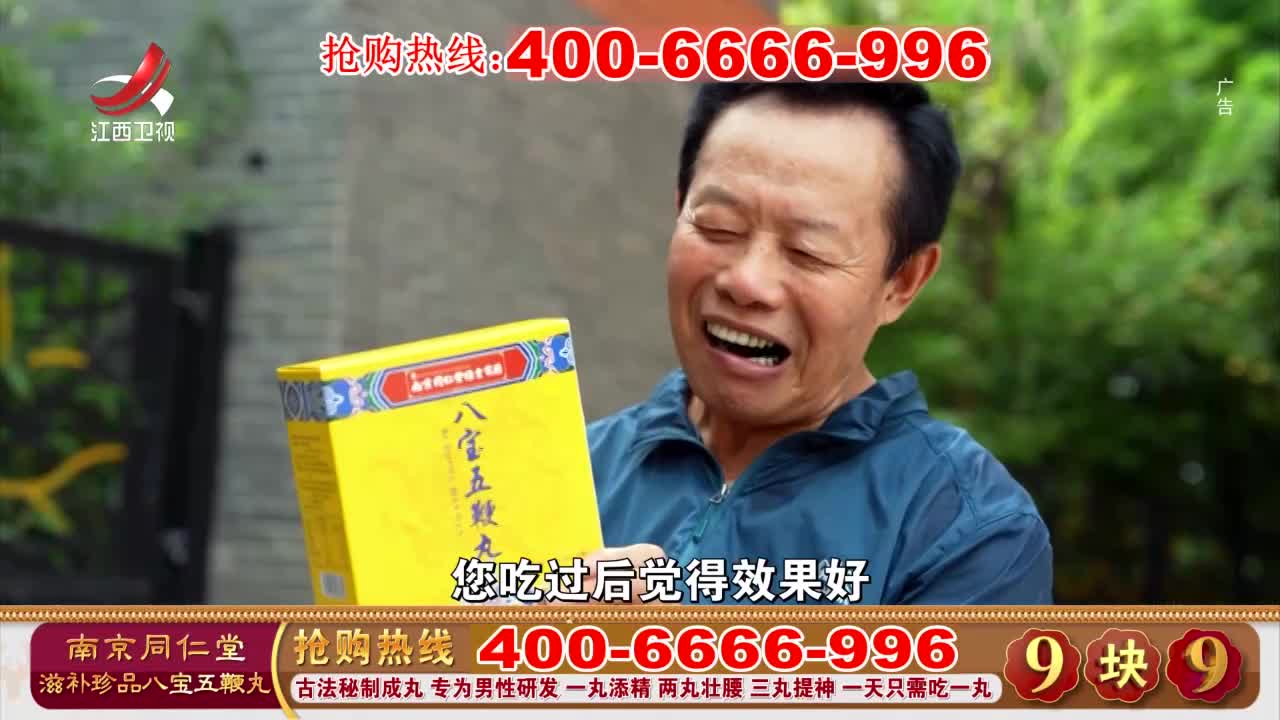 抢购热线:400-6666-996
江西卫视
广告
八宝五鞭丸
您吃过后觉得效果好
南京同仁堂
滋补珍品八宝五鞭丸
抢购热线 400-6666-996
古法秘制成丸 专为男性研发 一丸添精 两丸壮腰 三丸提神 一天只需吃一丸
9块9